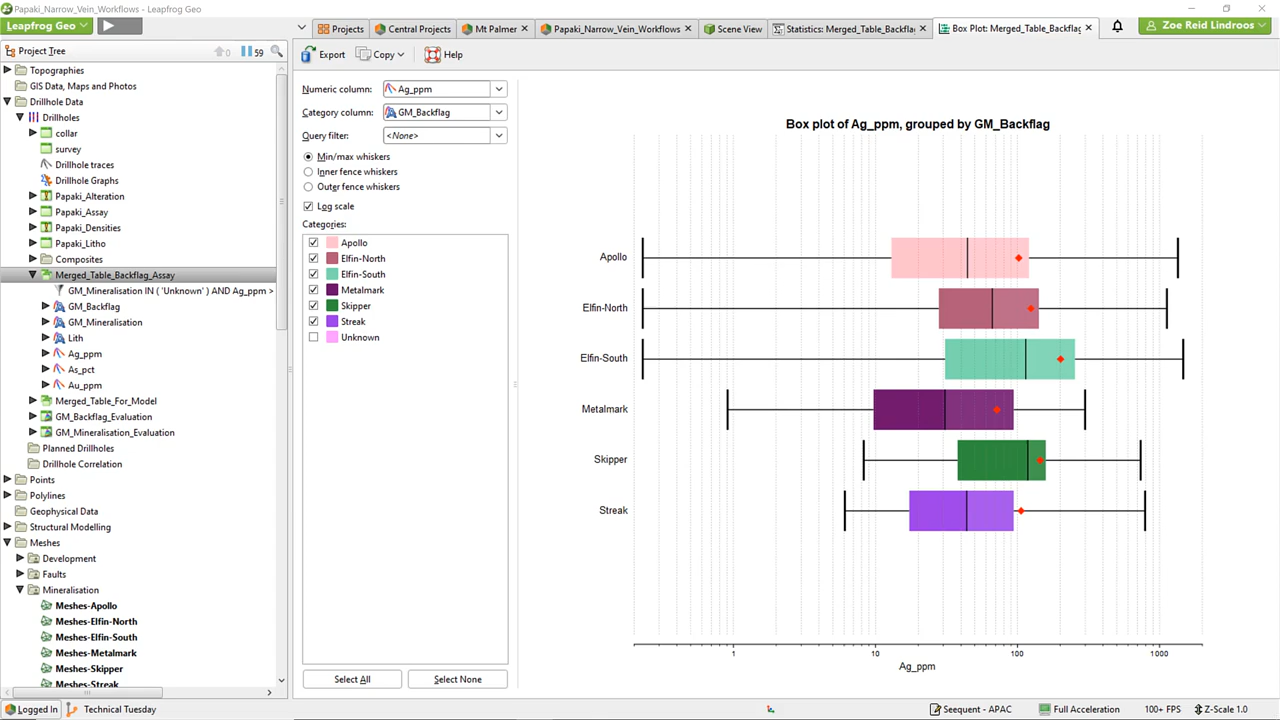 Papaki_Narrow_Vein_Workflows - Leapfrog Geo
Leapfrog Geo
Projects
Central Projects
Mt Palmer
Papaki_Narrow_Vein_Workflows
Scene View
Statistics: Merged_Table_Backfla
Box Plot: Merged_Table_Backflag
Zoe Reid Lindroos
Project Tree
0
59
Export
Copy
Help
Topographies
GIS Data, Maps and Photos
Drillhole Data
Drillholes
collar
survey
Drillhole traces
Drillhole Graphs
Papaki_Alteration
Papaki_Assay
Papaki_Densities
Papaki_Litho
Composites
Merged_Table_Backflag_Assay
GM_Mineralisation IN ( 'Unknown' ) AND Ag_ppm >
GM_Backflag
GM_Mineralisation
Lith
Ag_ppm
As_pct
Au_ppm
Merged_Table_For_Model
GM_Backflag_Evaluation
GM_Mineralisation_Evaluation
Planned Drillholes
Drillhole Correlation
Points
Polylines
Geophysical Data
Structural Modelling
Meshes
Development
Faults
Mineralisation
Meshes-Apollo
Meshes-Elfin-North
Meshes-Elfin-South
Meshes-Metalmark
Meshes-Skipper
Meshes-Streak
Numeric column:
Ag_ppm
Category column:
GM_Backflag
Query filter:
<None>
Min/max whiskers
Inner fence whiskers
Outer fence whiskers
Log scale
Categories:
Apollo
Elfin-North
Elfin-South
Metalmark
Skipper
Streak
Unknown
Select All
Select None
Box plot of Ag_ppm, grouped by GM_Backflag
Apollo
Elfin-North
Elfin-South
Metalmark
Skipper
Streak
1
10
100
1000
Ag_ppm
Logged In
Technical Tuesday
Seequent - APAC
Full Acceleration
100+ FPS
Z-Scale 1.0